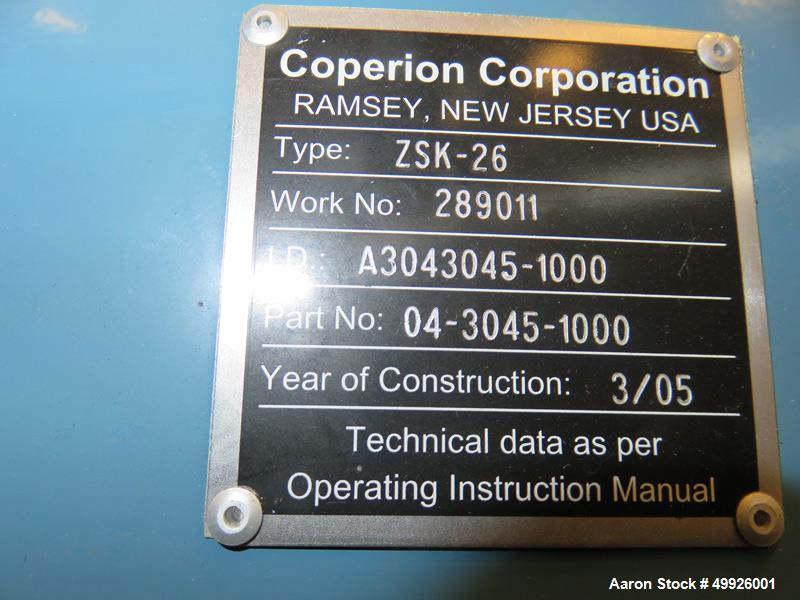 Coperion Corporation
RAMSEY, NEW JERSEY USA
Type: ZSK-26
Work No: 289011
I.D.: A3043045-1000
Part No: 04-3045-1000
Year of Construction: 3/05
Technical data as per
Operating Instruction Manual
Aaron Stock # 49926001